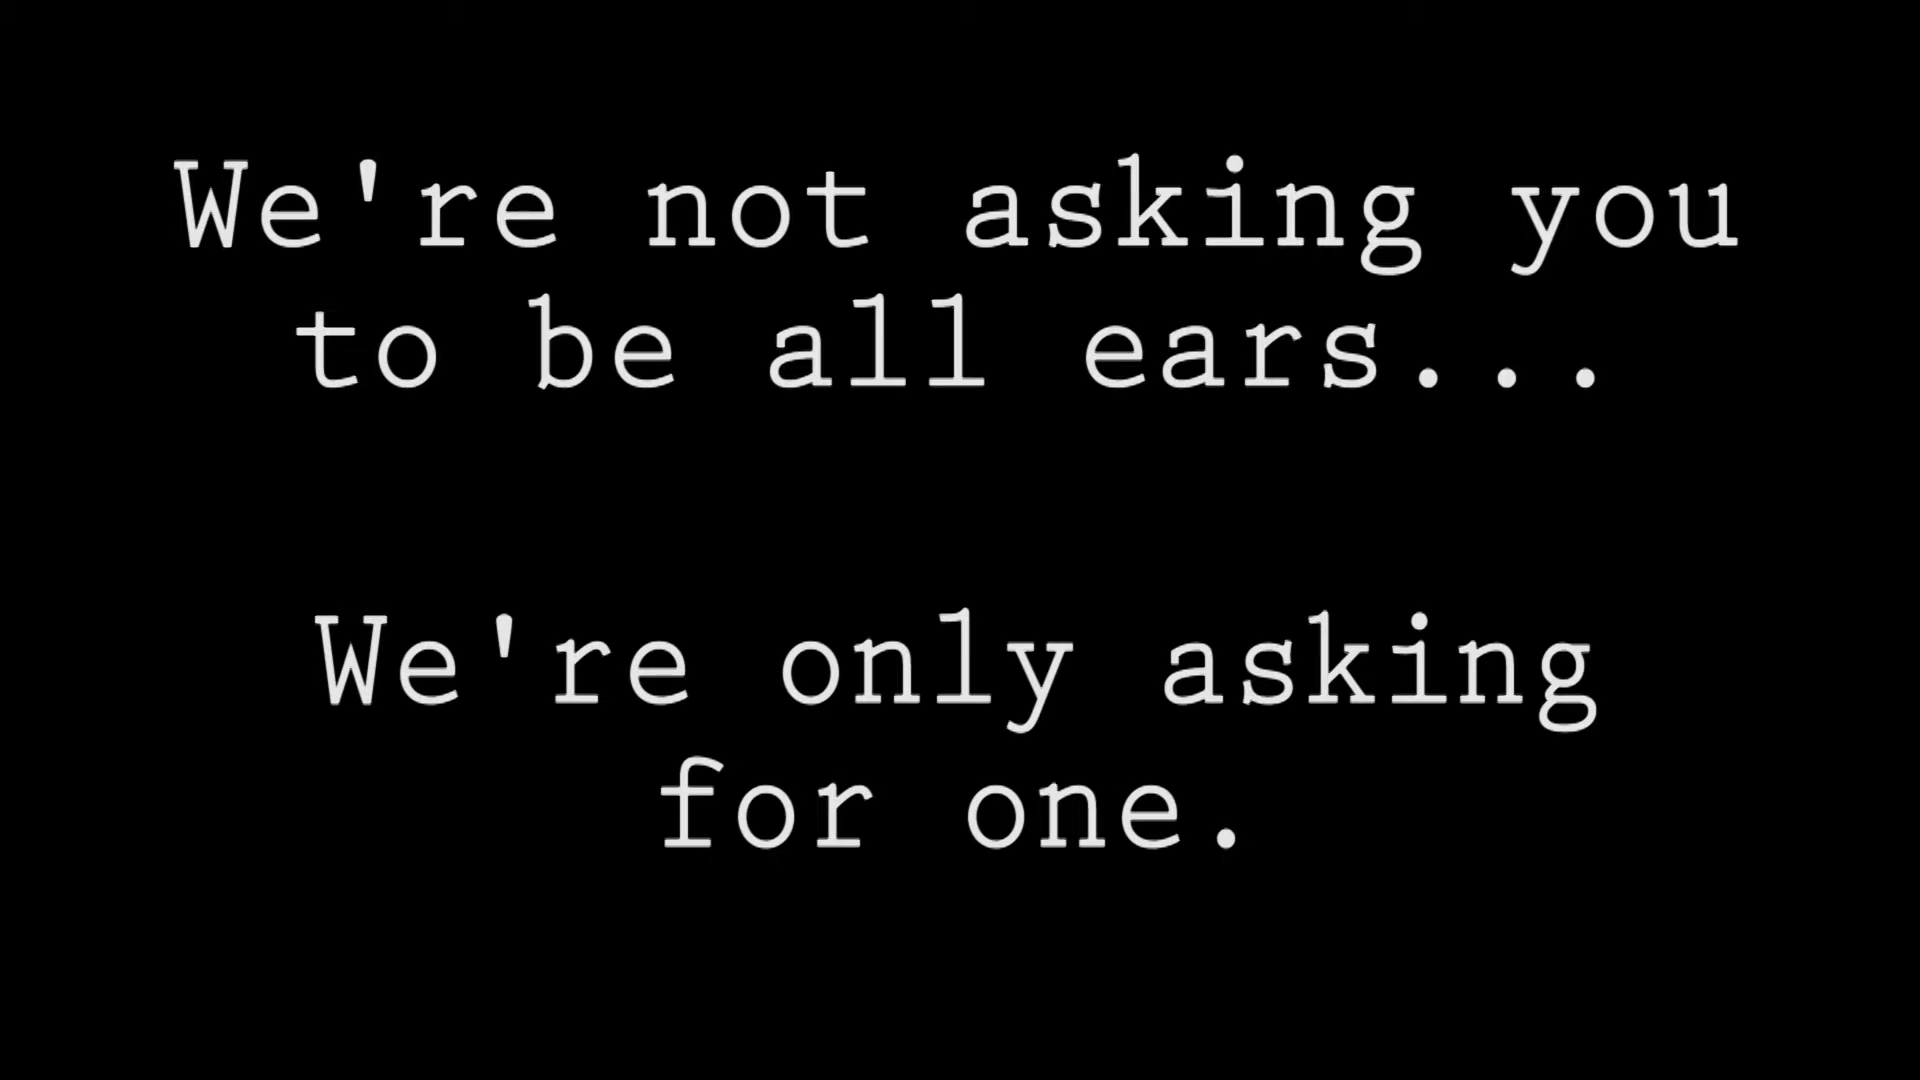 We're not asking you
to be all ears...
We're only asking
for one.